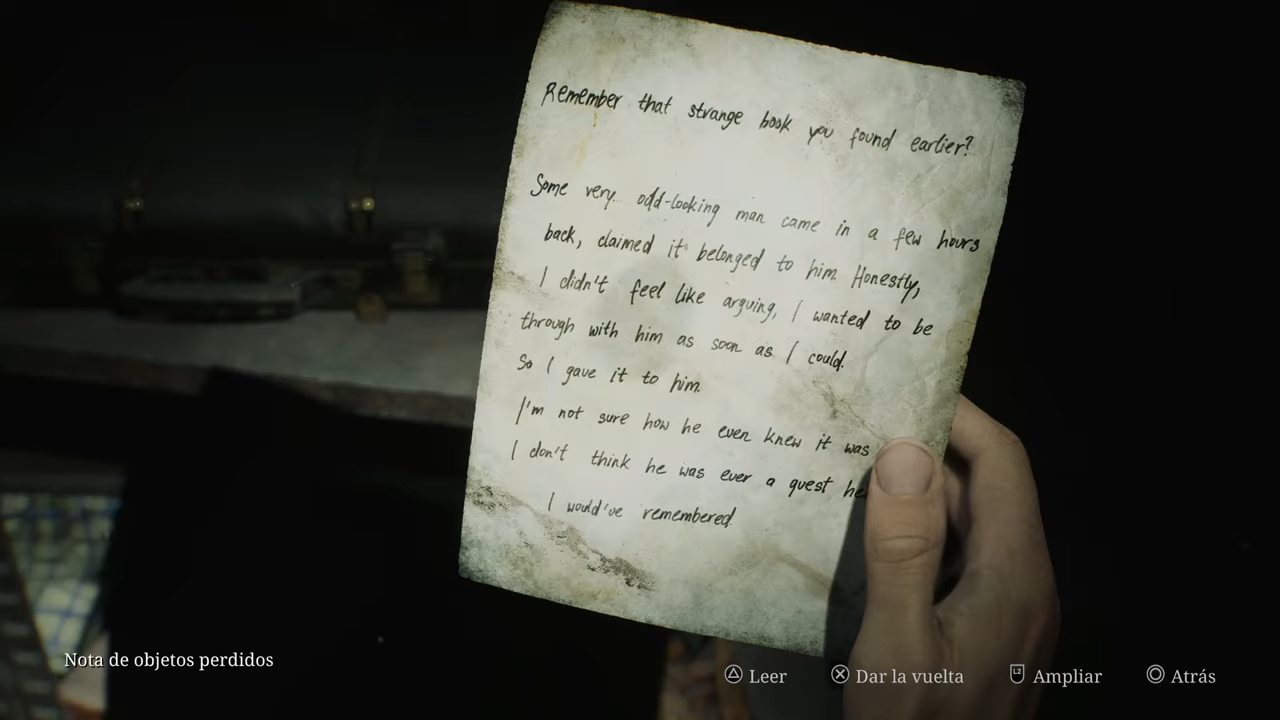 Remember that strange book you found earlier?
Some very odd-looking man came in a few hours
back, claimed it belonged to him. Honestly,
I didn't feel like arguing, I wanted to be
through with him as soon as I could.
So I gave it to him.
I'm not sure how he even knew it was
I don't think he was ever a guest he
I would've remembered.
Nota de objetos perdidos
Leer
Dar la vuelta
L2 Ampliar
Atrás